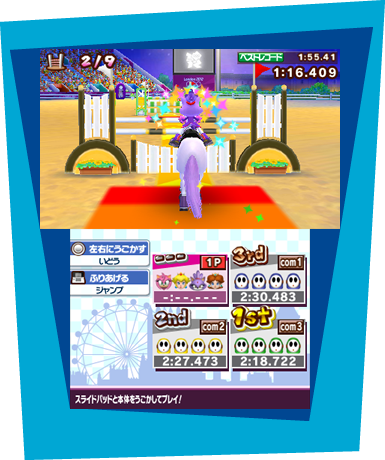 2/9
ベストレコード 1:55.41
1:16.409
London 2012
左右にうごかす
いどう
ふりあげる
ジャンプ
1P
-:--.---
3rd com1
2:30.483
2nd com2
2:27.473
1st com3
2:18.722
スライドパッドと本体をうごかしてプレイ!